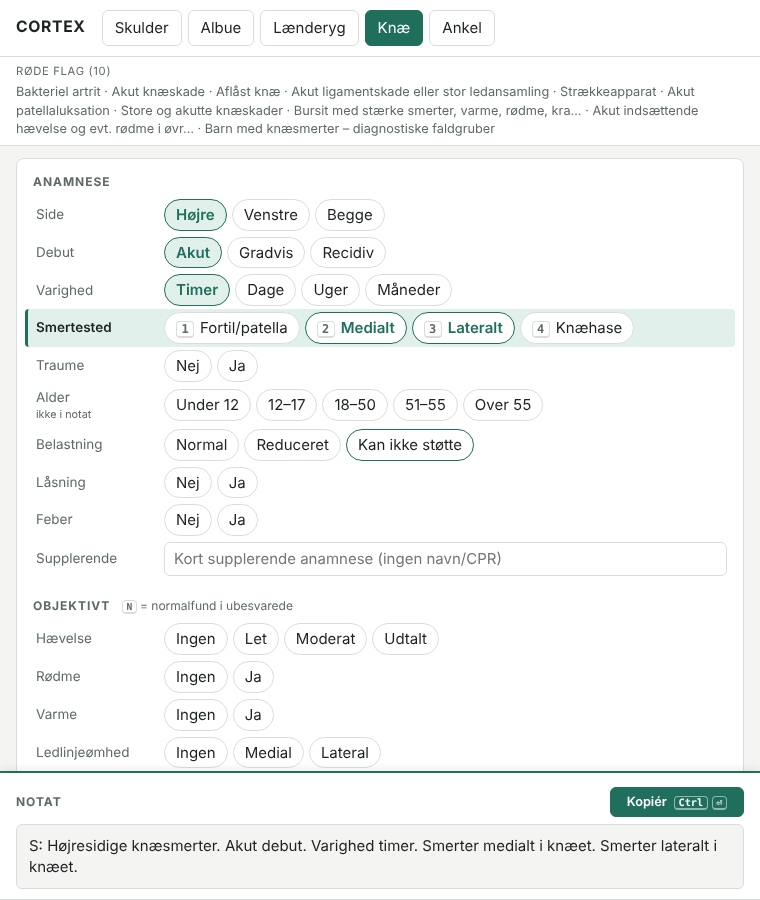 CORTEX Skulder Albue Lænderyg Knæ Ankel
RØDE FLAG (10)
Bakteriel artrit · Akut knæskade · Aflåst knæ · Akut ligamentskade eller stor ledansamling · Strækkeapparat · Akut
patellaluksation · Store og akutte knæskader · Bursit med stærke smerter, varme, rødme, kra… · Akut indsættende
hævelse og evt. rødme i øvr… · Barn med knæsmerter – diagnostiske faldgruber
ANAMNESE
Side Højre Venstre Begge
Debut Akut Gradvis Recidiv
Varighed Timer Dage Uger Måneder
Smertested 1 Fortil/patella 2 Medialt 3 Lateralt 4 Knæhase
Traume Nej Ja
Alder Under 12 12–17 18–50 51–55 Over 55
ikke i notat
Belastning Normal Reduceret Kan ikke støtte
Låsning Nej Ja
Feber Nej Ja
Supplerende Kort supplerende anamnese (ingen navn/CPR)
OBJEKTIVT N = normalfund i ubesvarede
Hævelse Ingen Let Moderat Udtalt
Rødme Ingen Ja
Varme Ingen Ja
Ledlinjeømhed Ingen Medial Lateral
NOTAT Kopiér Ctrl ⏎
S: Højresidige knæsmerter. Akut debut. Varighed timer. Smerter medialt i knæet. Smerter lateralt i
knæet.